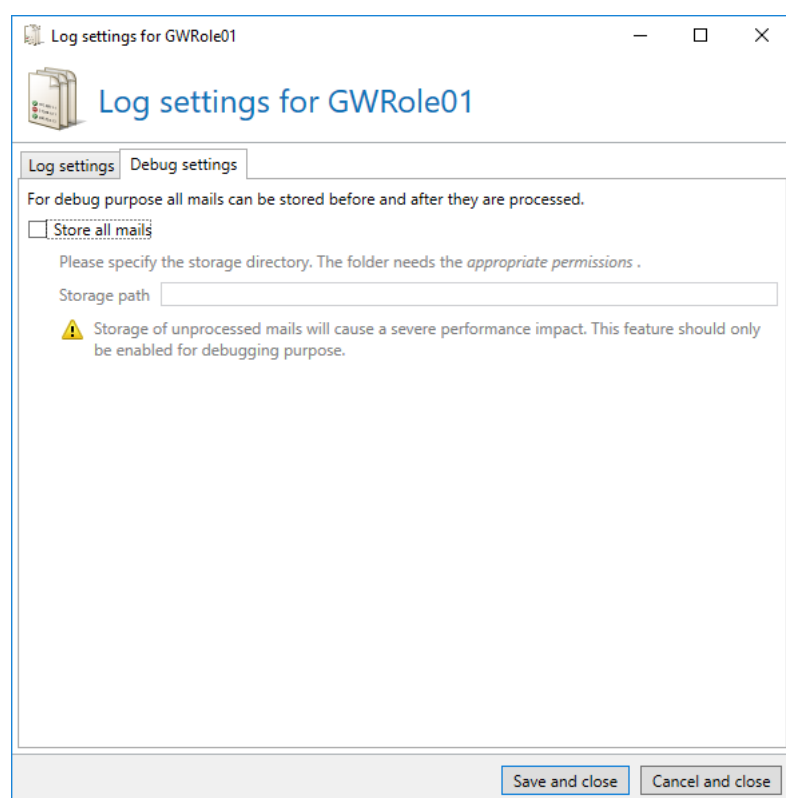 Log settings for GWRole01
Log settings for GWRole01
Log settings Debug settings
For debug purpose all mails can be stored before and after they are processed.
Store all mails
Please specify the storage directory. The folder needs the appropriate permissions .
Storage path
Storage of unprocessed mails will cause a severe performance impact. This feature should only
be enabled for debugging purpose.
Save and close Cancel and close